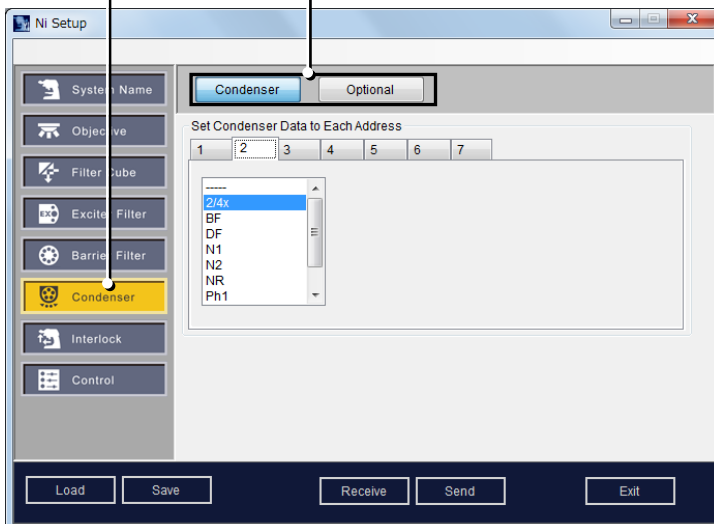 Ni Setup
System Name
Objective
Filter Cube
Exciter Filter
Barrier Filter
Condenser
Interlock
Control
Condenser Optional
Set Condenser Data to Each Address
1 2 3 4 5 6 7
-----
2/4x
BF
DF
N1
N2
NR
Ph1
Load Save Receive Send Exit